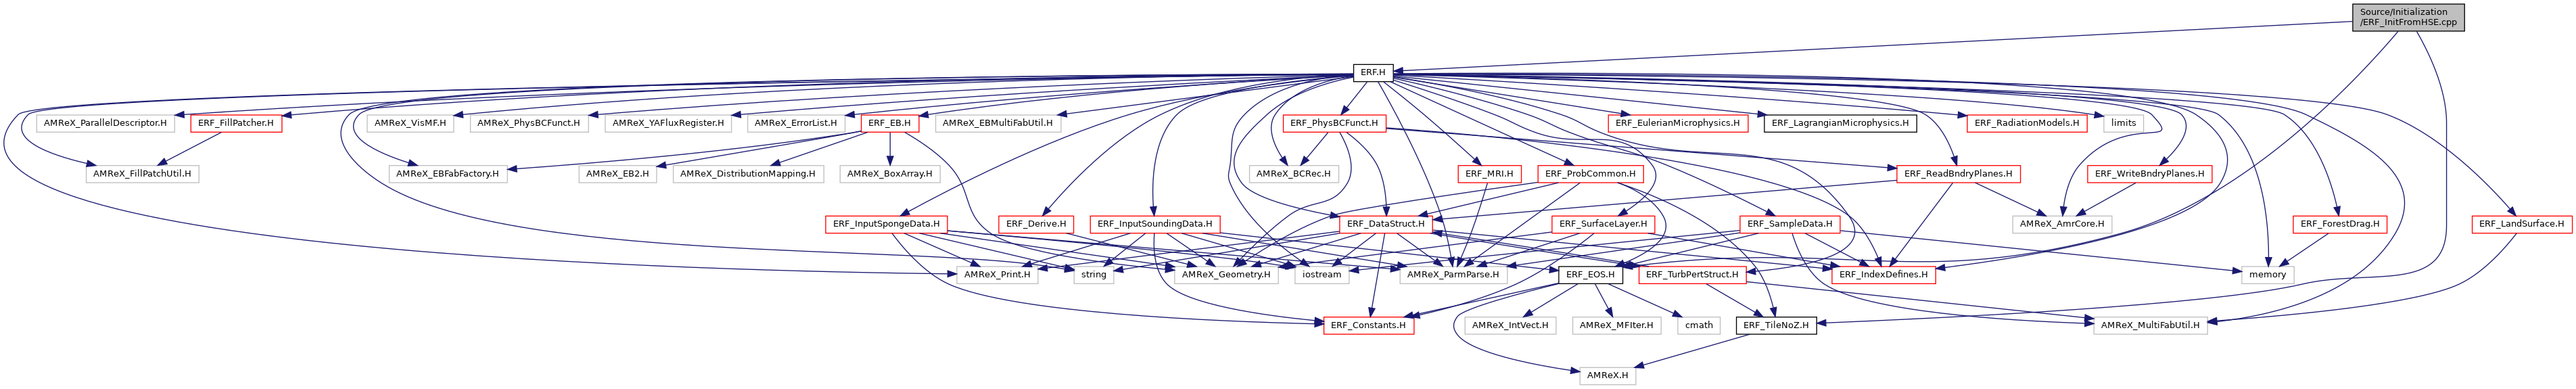 Source/Initialization
/ERF_InitFromHSE.cpp
ERF.H
AMReX_ParallelDescriptor.H
ERF_FillPatcher.H
AMReX_VisMF.H
AMReX_PhysBCFunct.H
AMReX_YAFluxRegister.H
AMReX_ErrorList.H
ERF_EB.H
AMReX_EBMultiFabUtil.H
ERF_PhysBCFunct.H
ERF_EulerianMicrophysics.H
ERF_LagrangianMicrophysics.H
ERF_RadiationModels.H
limits
AMReX_FillPatchUtil.H
AMReX_EBFabFactory.H
AMReX_EB2.H
AMReX_DistributionMapping.H
AMReX_BoxArray.H
AMReX_BCRec.H
ERF_MRI.H
ERF_ProbCommon.H
ERF_ReadBndryPlanes.H
ERF_WriteBndryPlanes.H
ERF_InputSpongeData.H
ERF_Derive.H
ERF_InputSoundingData.H
ERF_DataStruct.H
ERF_SurfaceLayer.H
ERF_SampleData.H
AMReX_AmrCore.H
ERF_ForestDrag.H
ERF_LandSurface.H
AMReX_Print.H
string
AMReX_Geometry.H
iostream
AMReX_ParmParse.H
ERF_EOS.H
ERF_TurbPertStruct.H
ERF_IndexDefines.H
memory
ERF_Constants.H
AMReX_IntVect.H
AMReX_MFIter.H
cmath
ERF_TileNoZ.H
AMReX_MultiFabUtil.H
AMReX.H